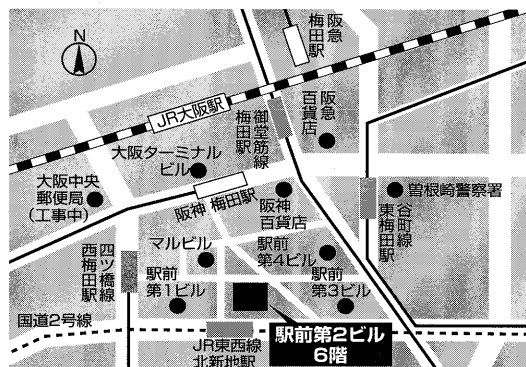 阪急
梅田駅
N
JR大阪駅
御堂筋線
梅田駅
阪急
百貨店
大阪ターミナル
ビル
大阪中央
郵便局
(工事中)
阪神 梅田駅
阪神
百貨店
曽根崎警察署
谷町線
東梅田駅
四ツ橋線
西梅田駅
マルビル
駅前
第4ビル
駅前
第1ビル
駅前
第3ビル
国道2号線
駅前第2ビル
6階
JR東西線
北新地駅